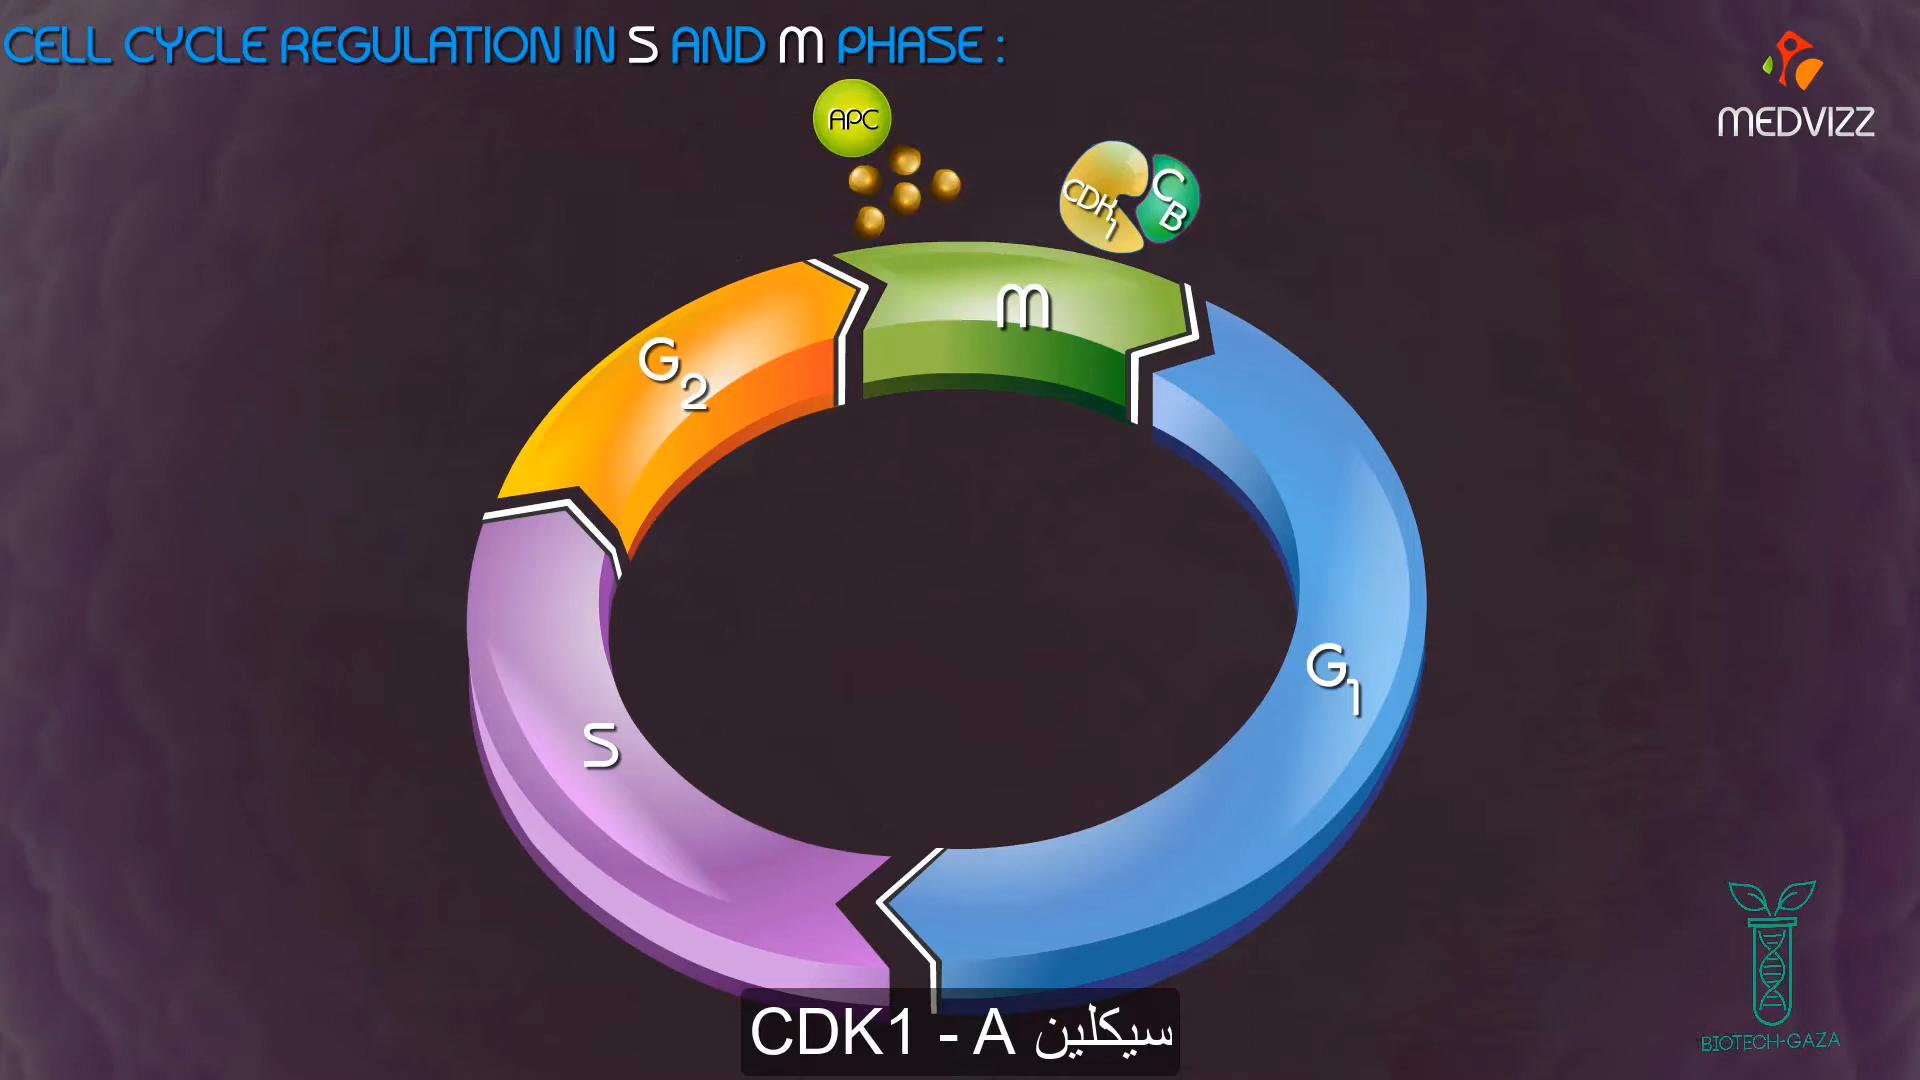 CELL CYCLE REGULATION IN S AND M PHASE :
MEDVIZZ
APC
CDK1
CB
M
G2
G1
S
سيكلين CDK1 - A
BIOTECH-GAZA